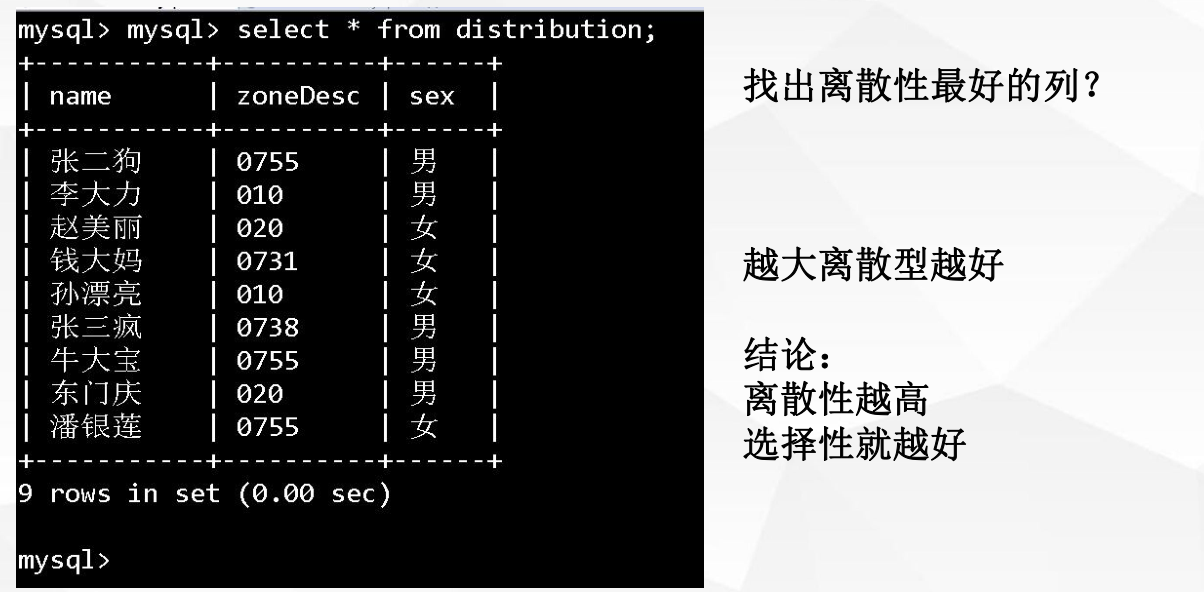 mysql> mysql> select * from distribution;
+-----------+----------+------+
| name | zoneDesc | sex |
+-----------+----------+------+
| 张二狗 | 0755 | 男 |
| 李大力 | 010 | 男 |
| 赵美丽 | 020 | 女 |
| 钱大妈 | 0731 | 女 |
| 孙漂亮 | 010 | 女 |
| 张三疯 | 0738 | 男 |
| 牛大宝 | 0755 | 男 |
| 东门庆 | 020 | 男 |
| 潘银莲 | 0755 | 女 |
+-----------+----------+------+
9 rows in set (0.00 sec)
mysql>
找出离散性最好的列？
越大离散型越好
结论：
离散性越高
选择性就越好